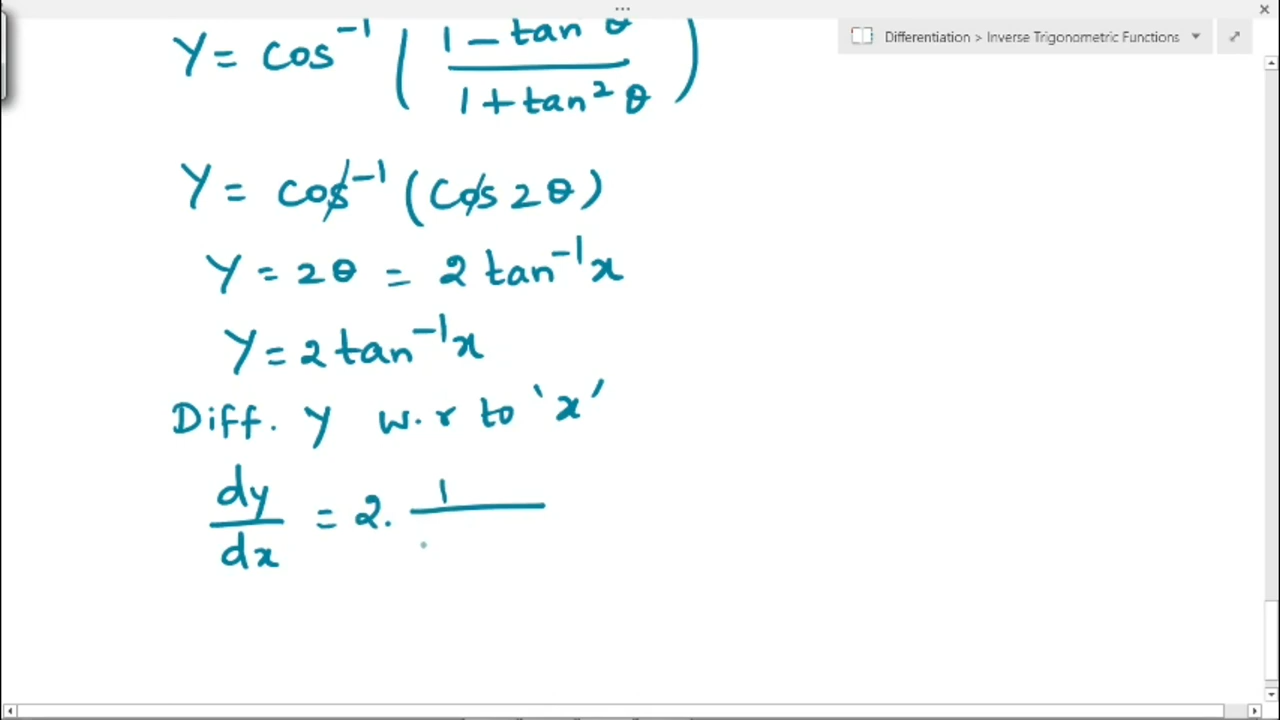 Differentiation > Inverse Trigonometric Functions
Y = cos⁻¹ ( 1 - tan θ / 1 + tan² θ )
Y = cos⁻¹ (cos 2θ)
Y = 2θ = 2 tan⁻¹x
Y = 2 tan⁻¹x
Diff. y w.r to 'x'
dy/dx = 2. 1/